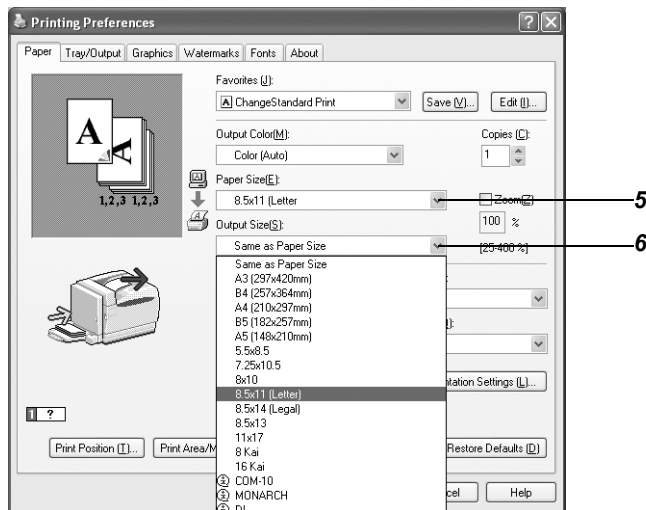 Printing Preferences
Paper Tray/Output Graphics Watermarks Fonts About
Favorites (J):
ChangeStandard Print Save (V)... Edit (I)...
Output Color(M): Copies (C):
Color (Auto) 1
Paper Size(E):
8.5x11 (Letter Zoom(Z) 5
Output Size(S): 100 %
Same as Paper Size [25-400 %] 6
A A
1,2,3 1,2,3
Same as Paper Size
A3 (297x420mm)
B4 (257x364mm)
A4 (210x297mm)
B5 (182x257mm)
A5 (148x210mm)
5.5x8.5
7.25x10.5
8x10
8.5x11 (Letter)
8.5x14 (Legal)
8.5x13
11x17
8 Kai
16 Kai
COM-10
MONARCH
DL
ntation Settings (L)...
1 ?
Print Position (T)... Print Area/M Restore Defaults (D)
cel Help